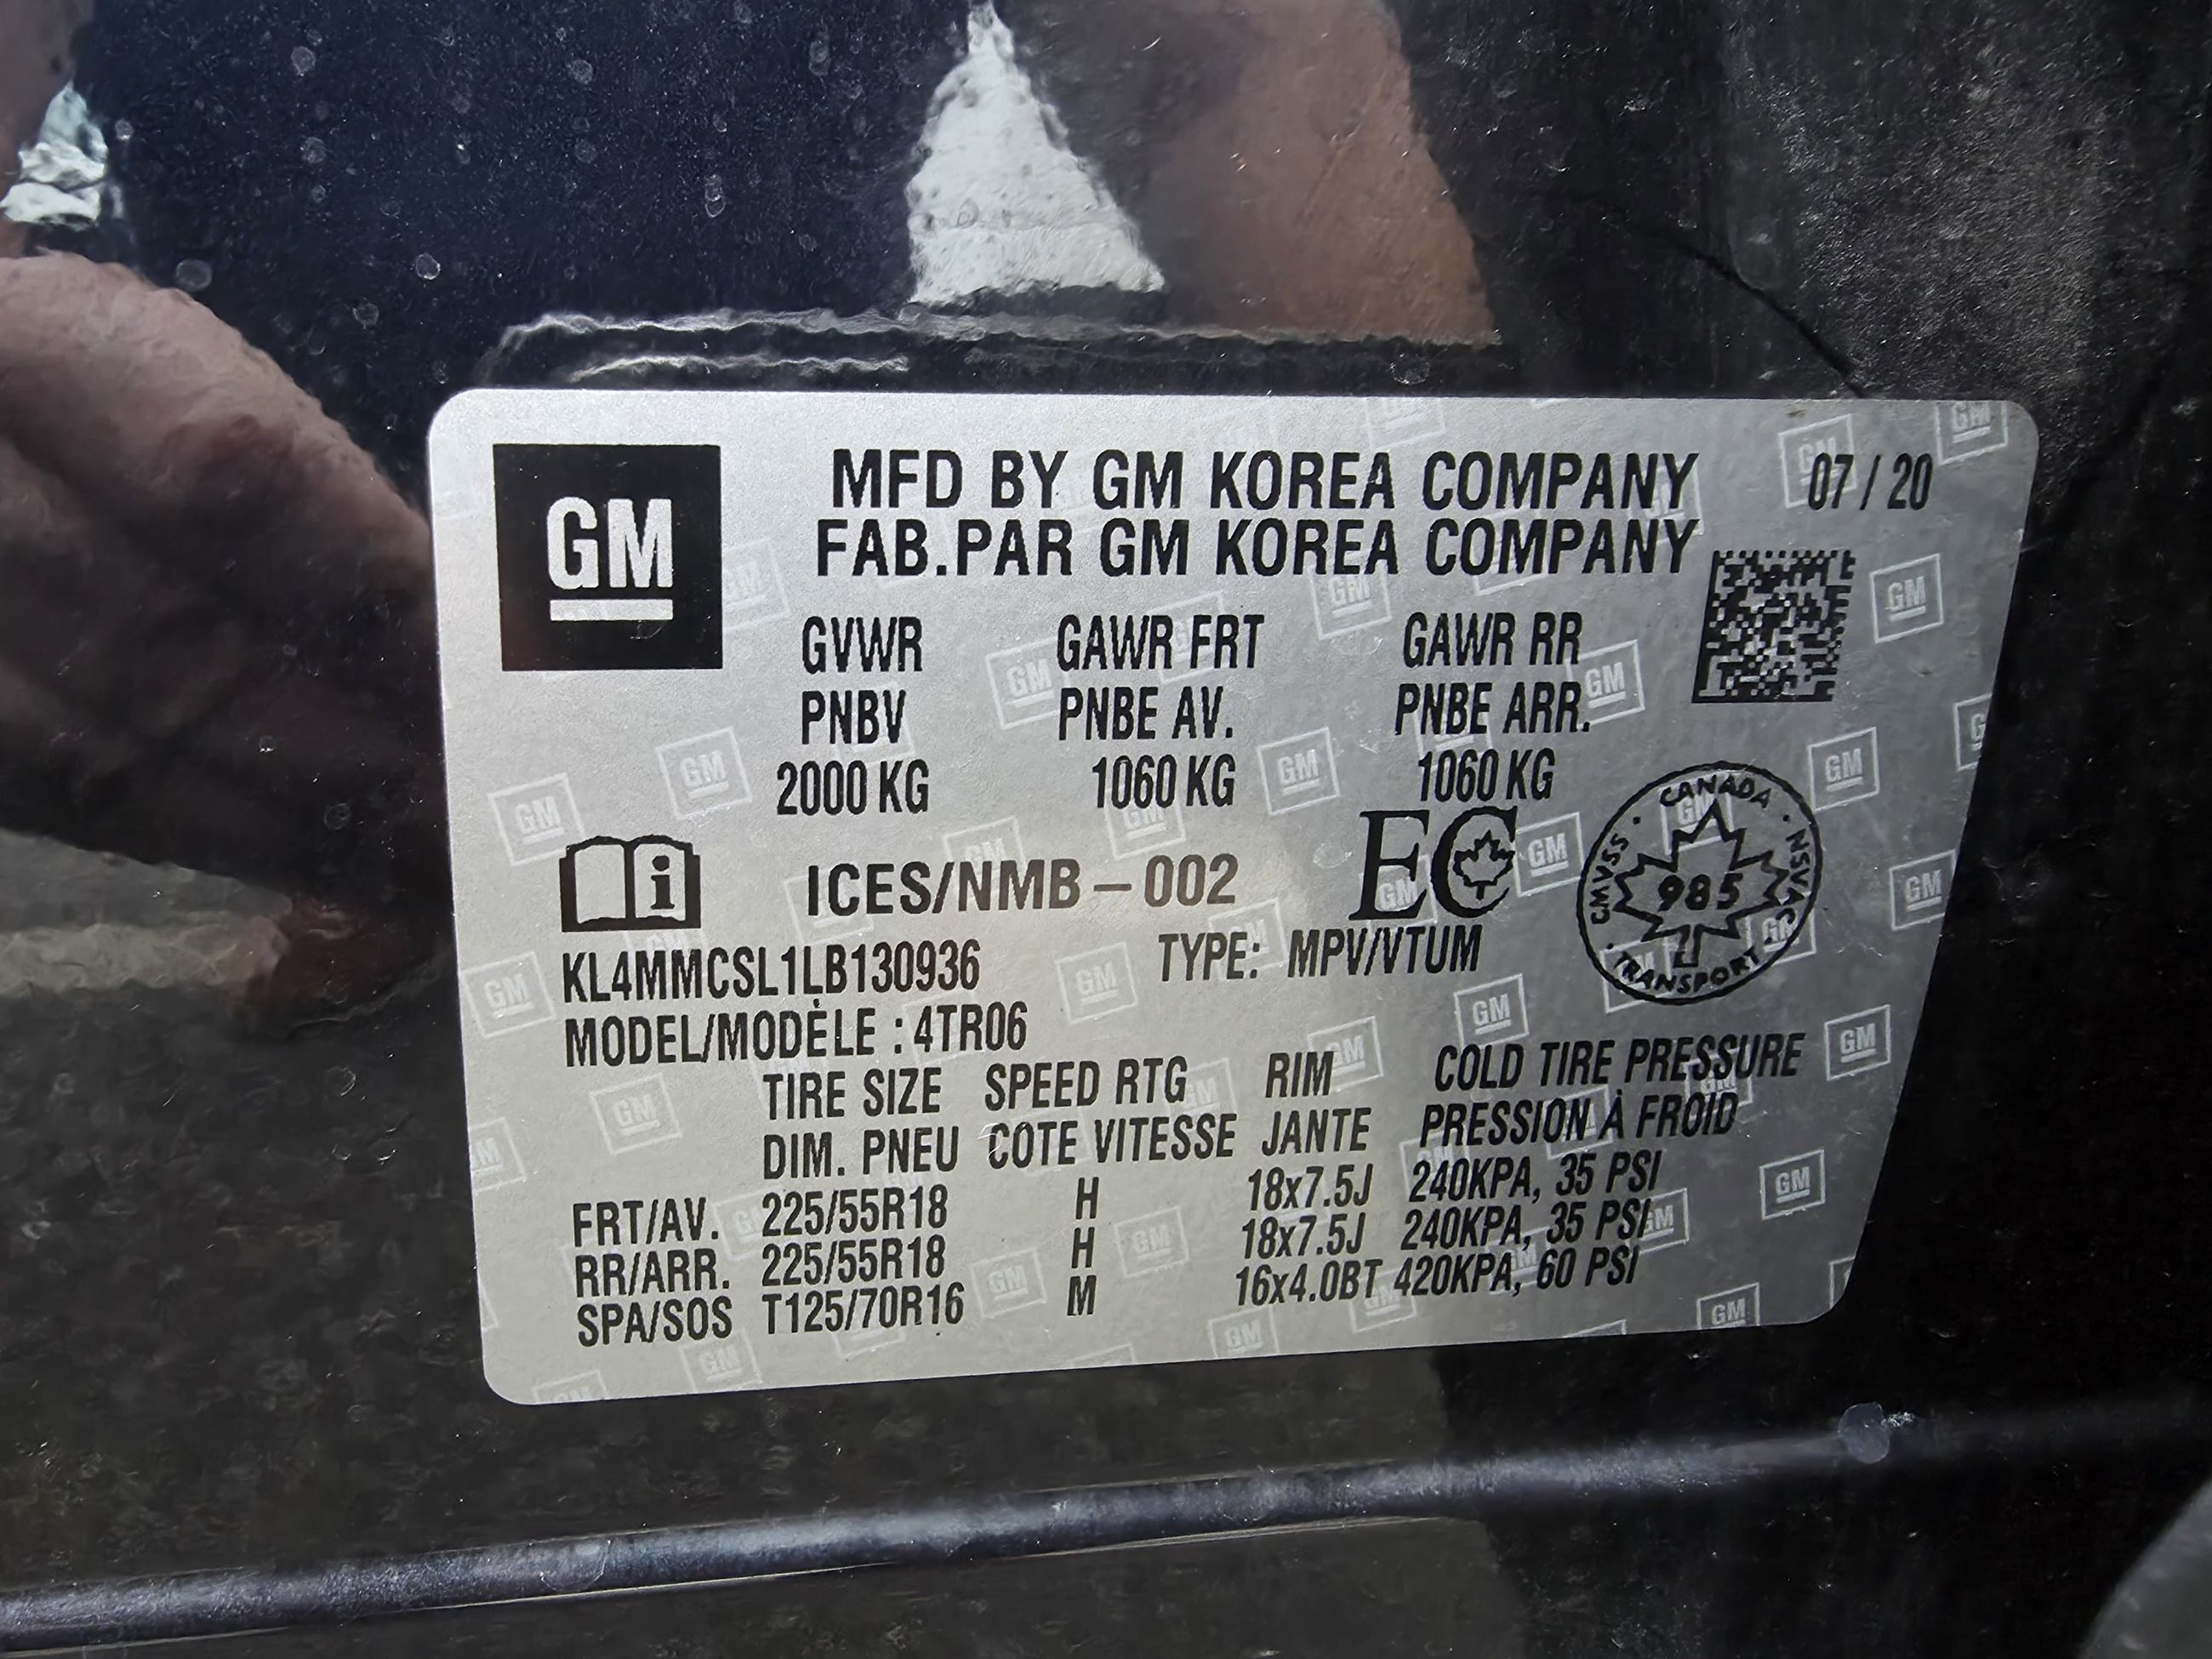 GM
MFD BY GM KOREA COMPANY 07 / 20
FAB.PAR GM KOREA COMPANY
GVWR GAWR FRT GAWR RR
PNBV PNBE AV. PNBE ARR.
2000 KG 1060 KG 1060 KG
i ICES/NMB – 002 EC
CANADA · NSVAC · TRANSPORT · CMVSS ·
985
KL4MMCSL1LB130936 TYPE: MPV/VTUM
MODEL/MODÈLE : 4TR06
TIRE SIZE SPEED RTG RIM COLD TIRE PRESSURE
DIM. PNEU COTE VITESSE JANTE PRESSION À FROID
FRT/AV. 225/55R18 H 18x7.5J 240KPA, 35 PSI
RR/ARR. 225/55R18 H 18x7.5J 240KPA, 35 PSI
SPA/SOS T125/70R16 M 16x4.0BT 420KPA, 60 PSI